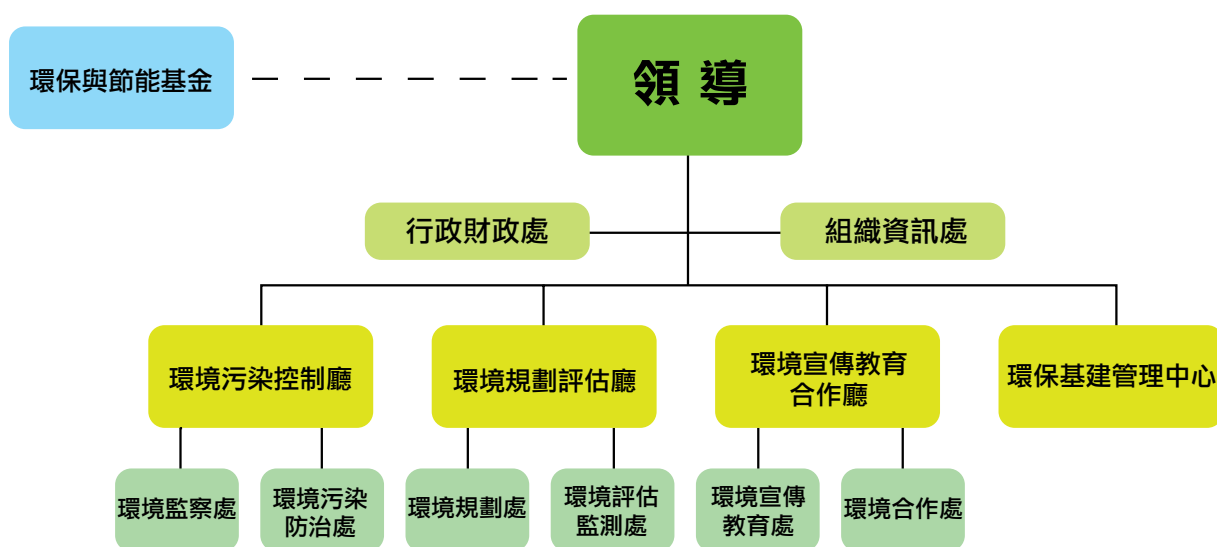 環保與節能基金
領導
行政財政處
組織資訊處
環境污染控制廳
環境規劃評估廳
環境宣傳教育
合作廳
環保基建管理中心
環境監察處
環境污染
防治處
環境規劃處
環境評估
監測處
環境宣傳
教育處
環境合作處